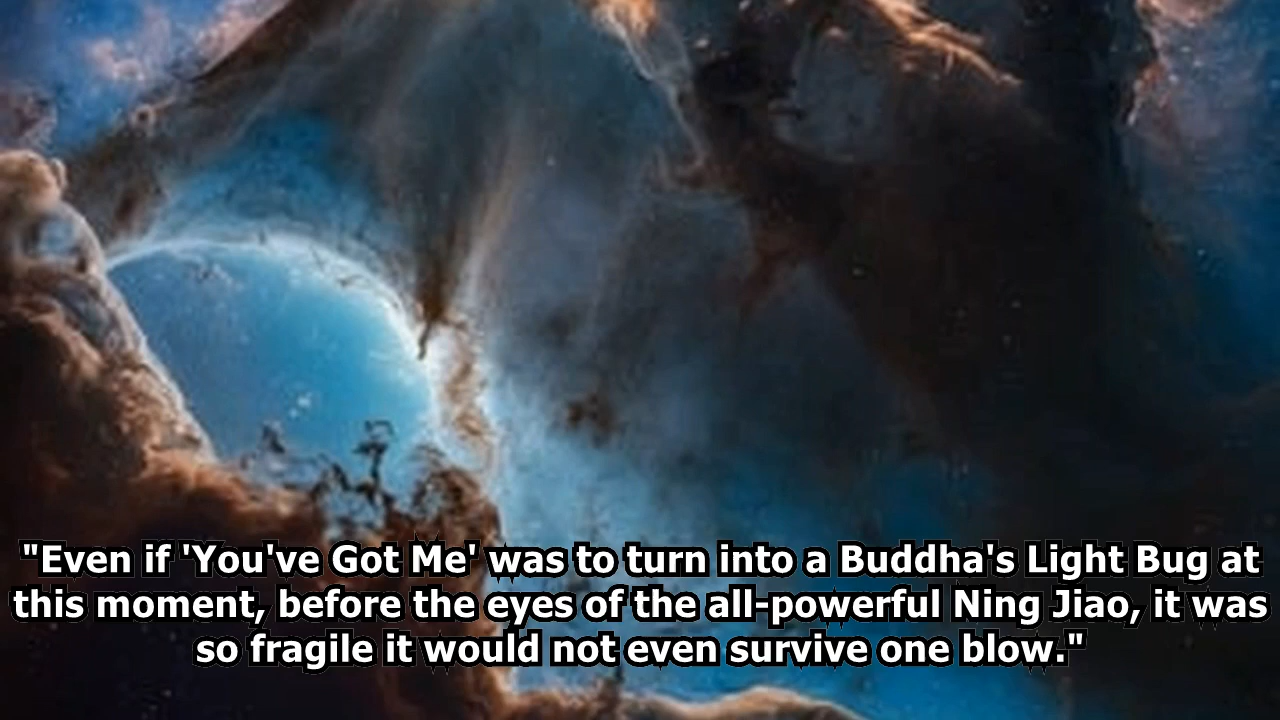 "Even if 'You've Got Me' was to turn into a Buddha's Light Bug at
this moment, before the eyes of the all-powerful Ning Jiao, it was
so fragile it would not even survive one blow."